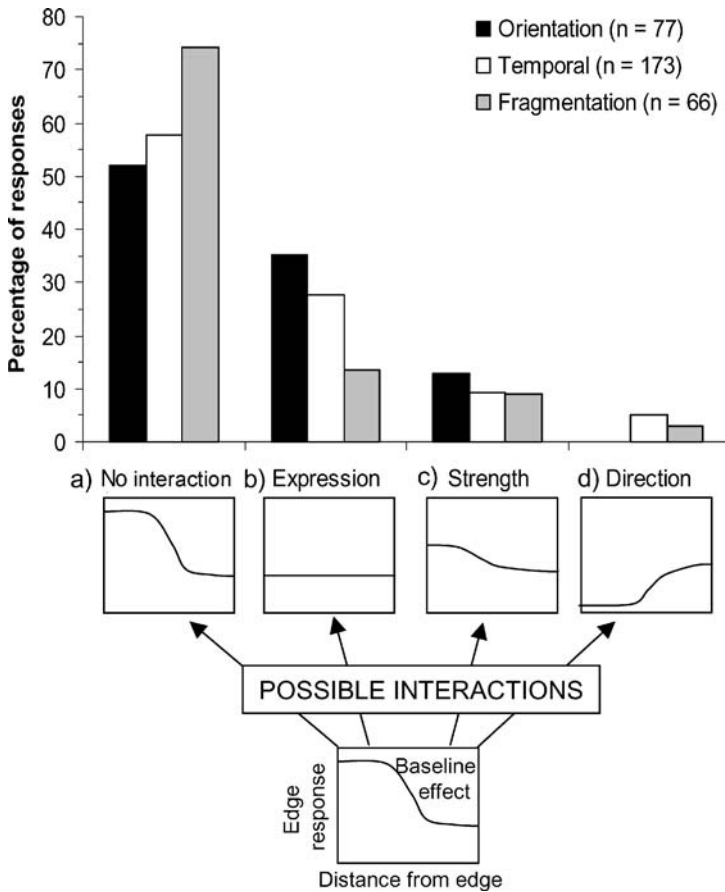 80
70
60
50
40
30
20
10
0
Percentage of responses
Orientation (n = 77)
Temporal (n = 173)
Fragmentation (n = 66)
a) No interaction
b) Expression
c) Strength
d) Direction
POSSIBLE INTERACTIONS
Baseline
effect
Edge
response
Distance from edge